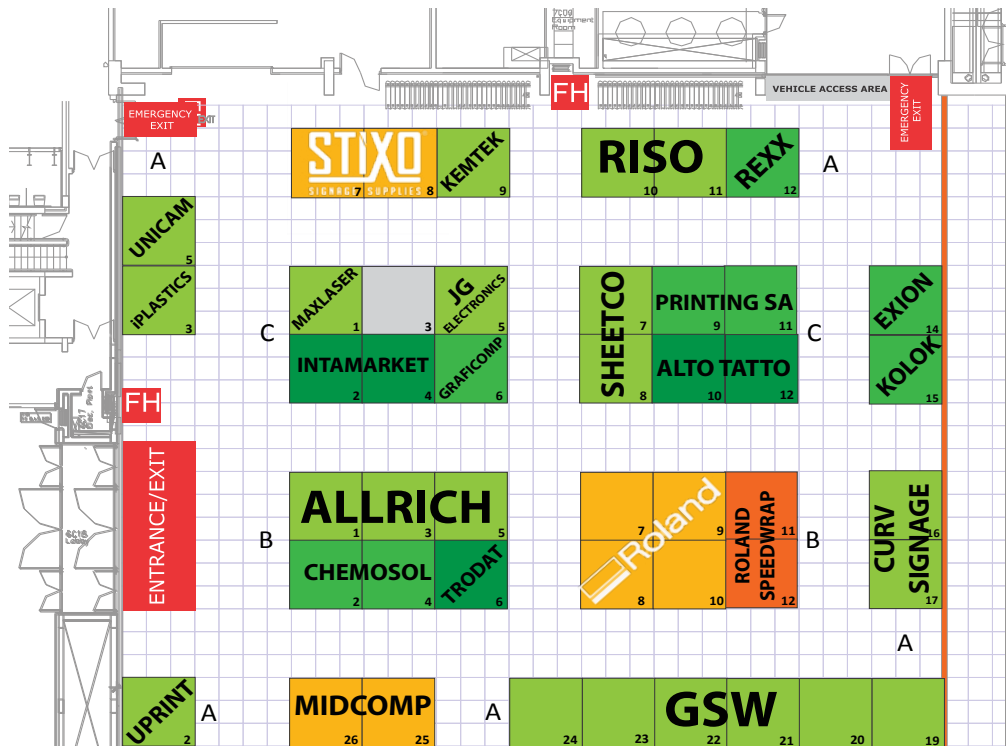 VEHICLE ACCESS AREA
EMERGENCY
EXIT
FH
EMERGENCY
EXIT
A
STIXO
SIGNAGE SUPPLIES
7
8
KEMTEK
9
RISO
10
11
REXX
12
A
UNICAM
5
iPLASTICS
3
C
MAXLASER
1
3
JG
ELECTRONICS
5
INTAMARKET
2
4
GRAFICOMP
6
SHEETCO
7
8
PRINTING SA
9
11
ALTO TATTO
10
12
C
EXION
14
KOLOK
15
FH
ENTRANCE/EXIT
B
ALLRICH
1
3
5
CHEMOSOL
2
4
TRODAT
6
Roland
7
9
8
10
ROLAND
SPEEDWRAP
11
12
B
CURV
SIGNAGE
16
17
A
UPRINT
2
A
MIDCOMP
26
25
A
GSW
24
23
22
21
20
19